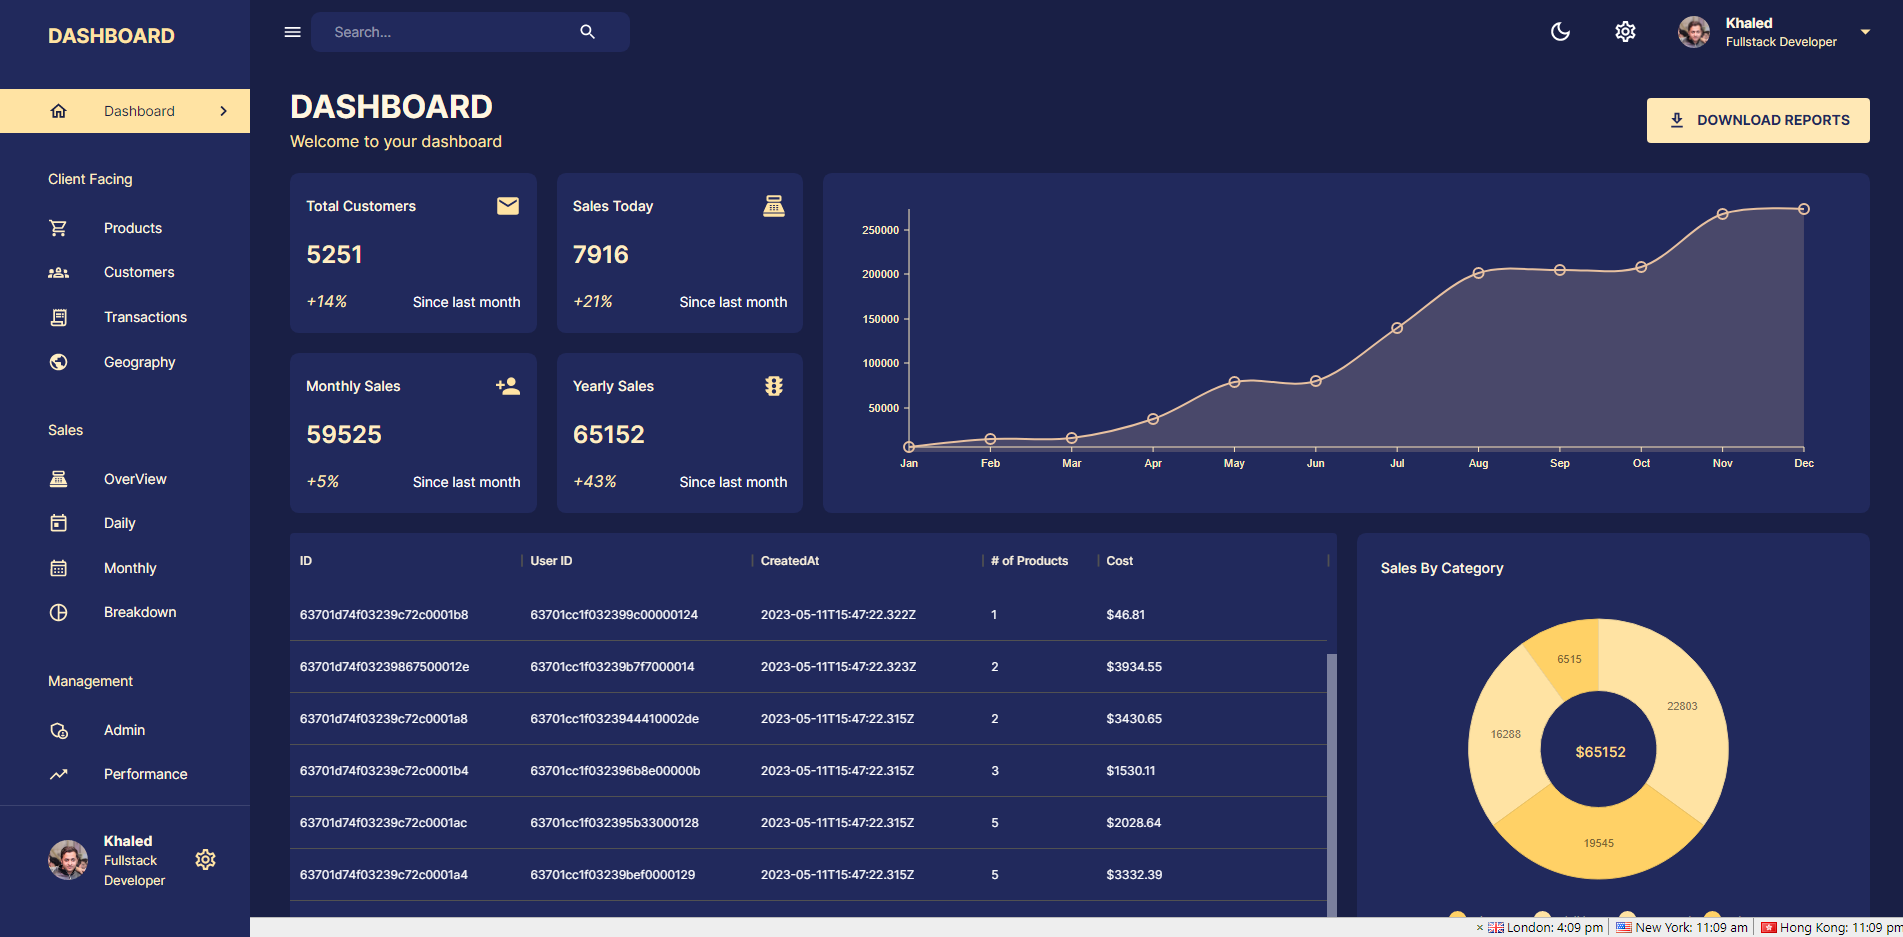 DASHBOARD
Dashboard
Client Facing
Products
Customers
Transactions
Geography
Sales
OverView
Daily
Monthly
Breakdown
Management
Admin
Performance
Khaled
Fullstack
Developer
Search...
Khaled
Fullstack Developer
DASHBOARD
Welcome to your dashboard
DOWNLOAD REPORTS
Total Customers
5251
+14% Since last month
Sales Today
7916
+21% Since last month
Monthly Sales
59525
+5% Since last month
Yearly Sales
65152
+43% Since last month
250000
200000
150000
100000
50000
Jan Feb Mar Apr May Jun Jul Aug Sep Oct Nov Dec
ID User ID CreatedAt # of Products Cost
63701d74f03239c72c0001b8 63701cc1f032399c00000124 2023-05-11T15:47:22.322Z 1 $46.81
63701d74f03239867500012e 63701cc1f03239b7f7000014 2023-05-11T15:47:22.323Z 2 $3934.55
63701d74f03239c72c0001a8 63701cc1f0323944410002de 2023-05-11T15:47:22.315Z 2 $3430.65
63701d74f03239c72c0001b4 63701cc1f032396b8e00000b 2023-05-11T15:47:22.315Z 3 $1530.11
63701d74f03239c72c0001ac 63701cc1f032395b33000128 2023-05-11T15:47:22.315Z 5 $2028.64
63701d74f03239c72c0001a4 63701cc1f03239bef0000129 2023-05-11T15:47:22.315Z 5 $3332.39
Sales By Category
6515
22803
16288
$65152
19545
London: 4:09 pm New York: 11:09 am Hong Kong: 11:09 pm